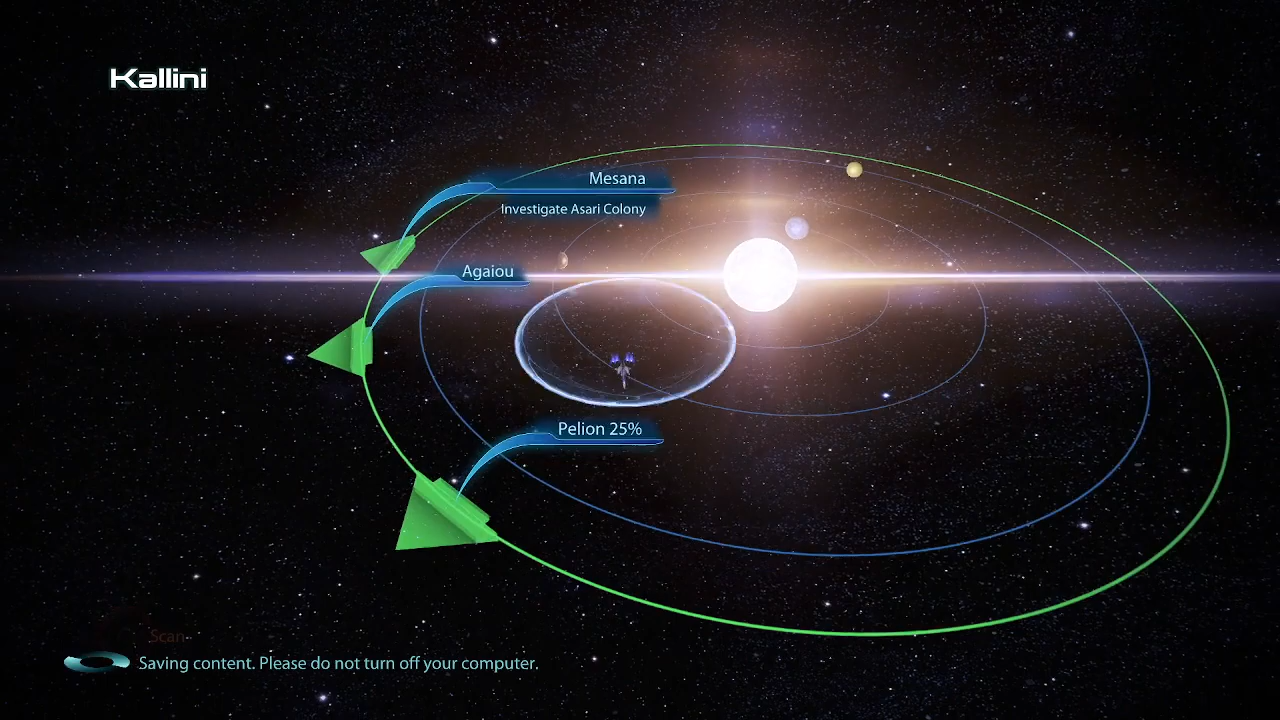 Kallini
Mesana
Investigate Asari Colony
Agaiou
Pelion 25%
Scan
Saving content. Please do not turn off your computer.